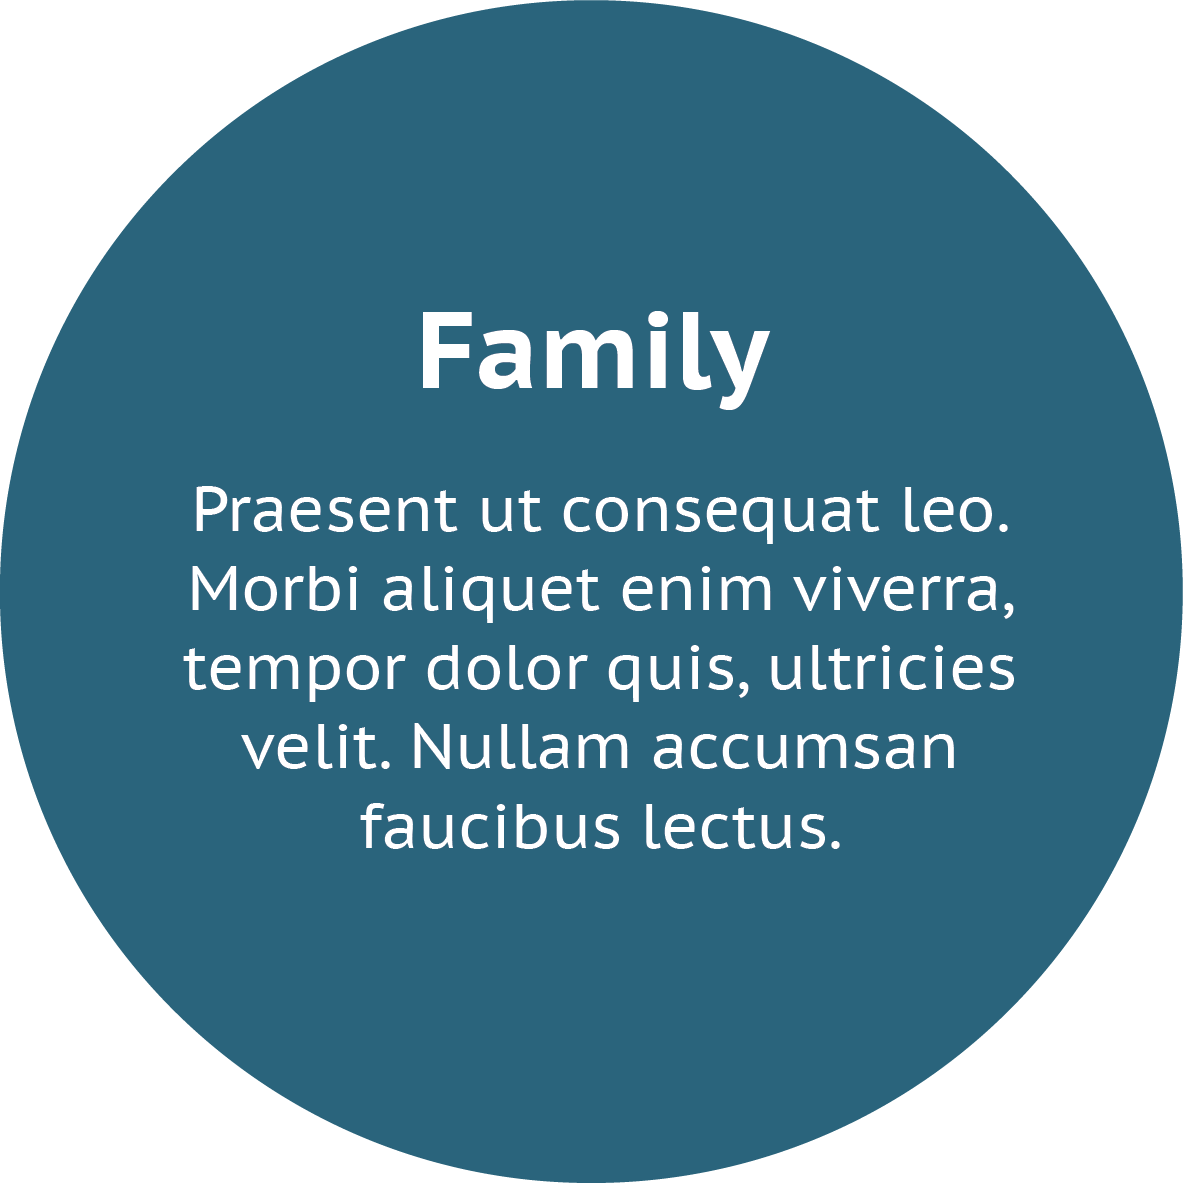 Family
Praesent ut consequat leo.
Morbi aliquet enim viverra,
tempor dolor quis, ultricies
velit. Nullam accumsan
faucibus lectus.